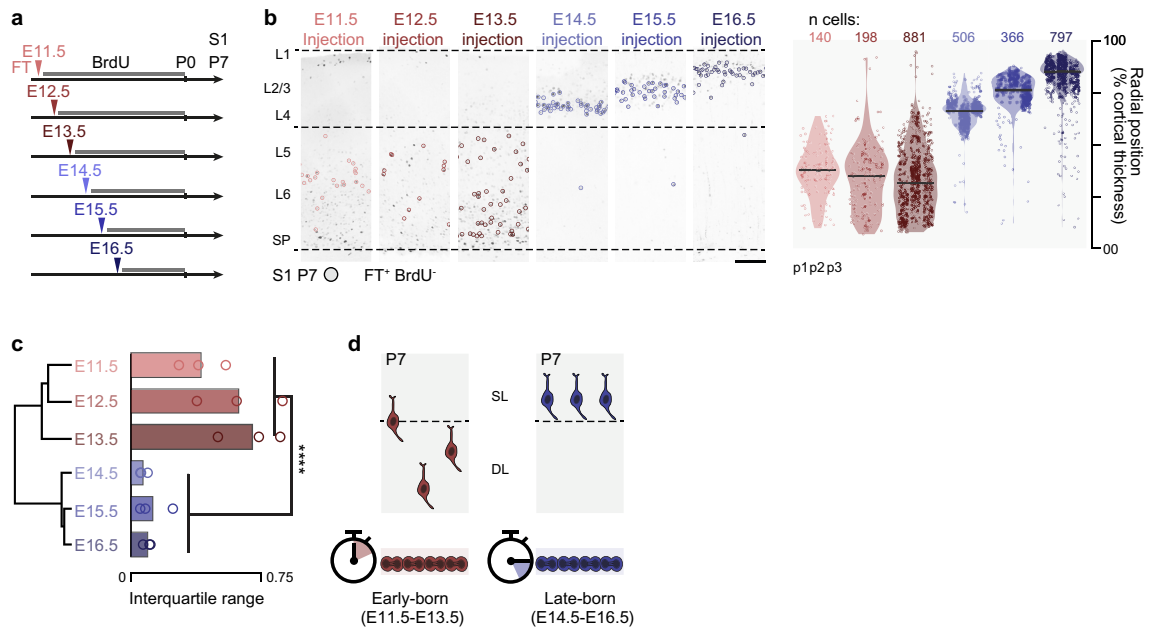 a
E11.5
FT
BrdU
P0
S1
P7
E12.5
E13.5
E14.5
E15.5
E16.5
b
E11.5 injection
E12.5 injection
E13.5 injection
E14.5 injection
E15.5 injection
E16.5 injection
L1
L2/3
L4
L5
L6
SP
S1 P7
FT+ BrdU-
n cells:
140 198 881 506 366 797
100
00
Radial position
(% cortical thickness)
p1p2p3
c
E11.5
E12.5
E13.5
E14.5
E15.5
E16.5
****
0
0.75
Interquartile range
d
P7
P7
SL
DL
Early-born
(E11.5-E13.5)
Late-born
(E14.5-E16.5)